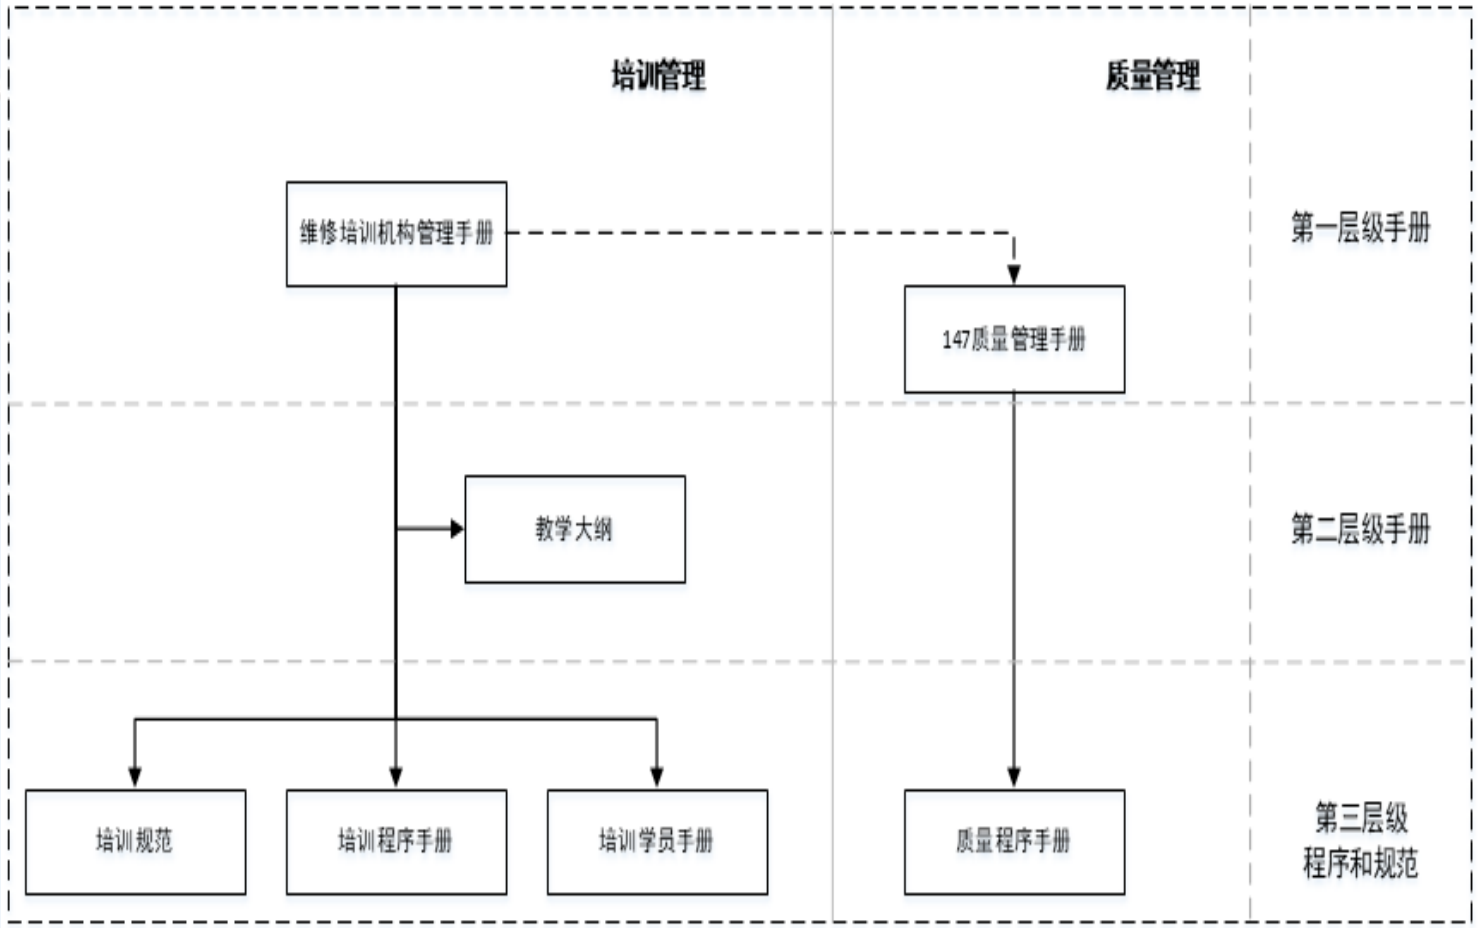 培训管理
质量管理
维修培训机构管理手册
第一层级手册
147质量管理手册
教学大纲
第二层级手册
培训规范
培训程序手册
培训学员手册
质量程序手册
第三层级
程序和规范